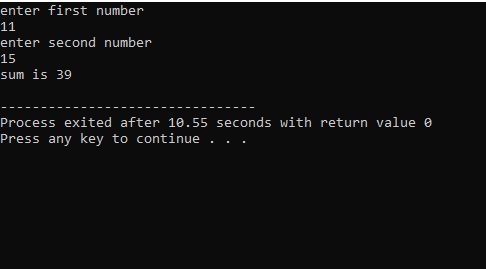 enter first number
11
enter second number
15
sum is 39
--------------------------------
Process exited after 10.55 seconds with return value 0
Press any key to continue . . .